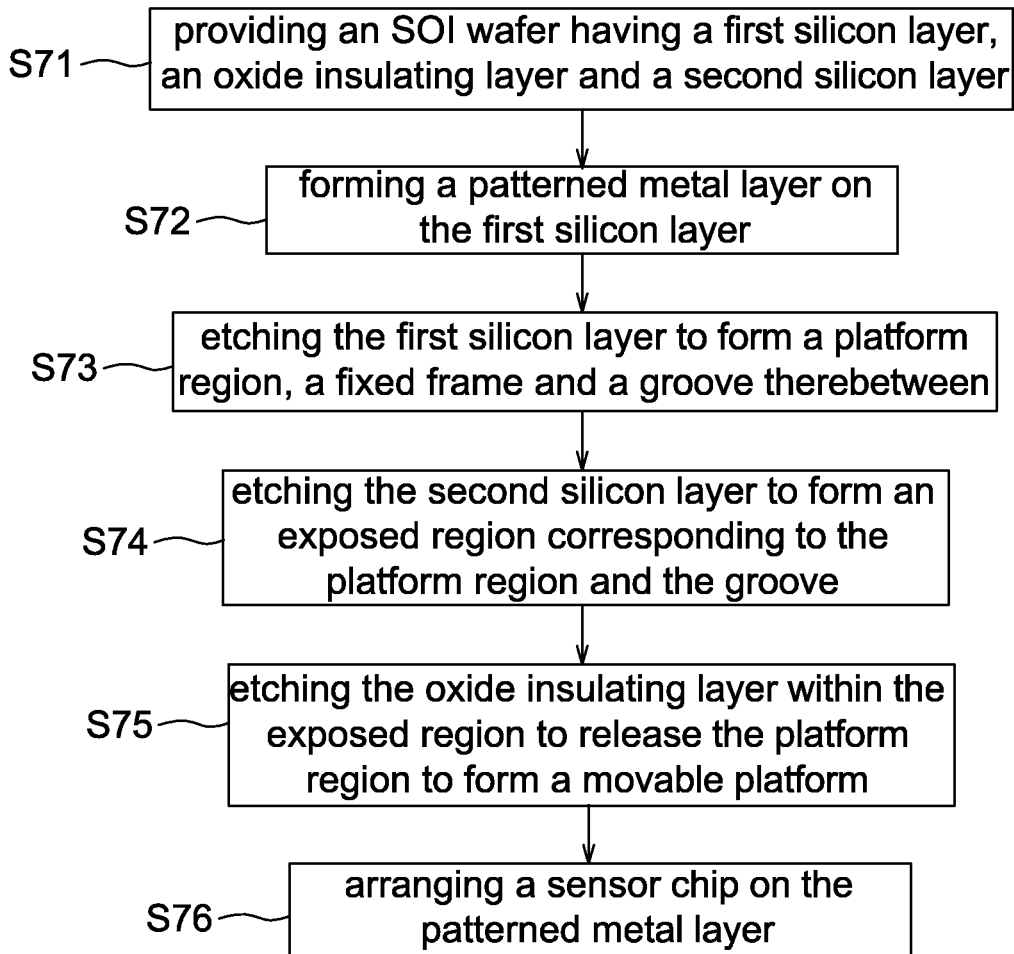 S71
providing an SOI wafer having a first silicon layer,
an oxide insulating layer and a second silicon layer
S72
forming a patterned metal layer on
the first silicon layer
S73
etching the first silicon layer to form a platform
region, a fixed frame and a groove therebetween
S74
etching the second silicon layer to form an
exposed region corresponding to the
platform region and the groove
S75
etching the oxide insulating layer within the
exposed region to release the platform
region to form a movable platform
S76
arranging a sensor chip on the
patterned metal layer